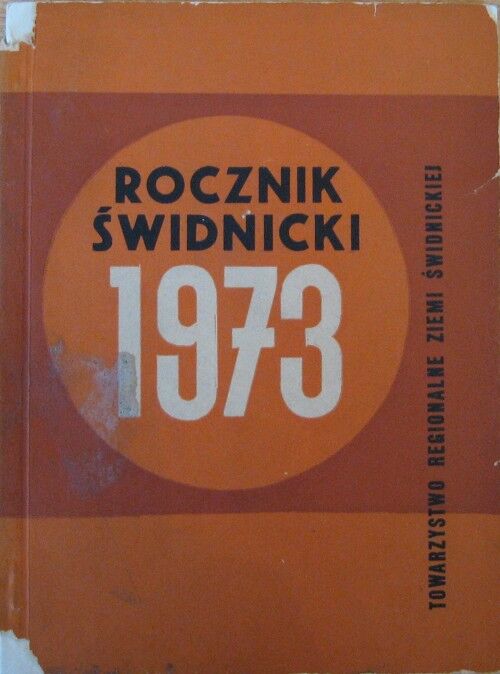 ROCZNIK
ŚWIDNICKI
1973
TOWARZYSTWO REGIONALNE ZIEMI ŚWIDNICKIEJ